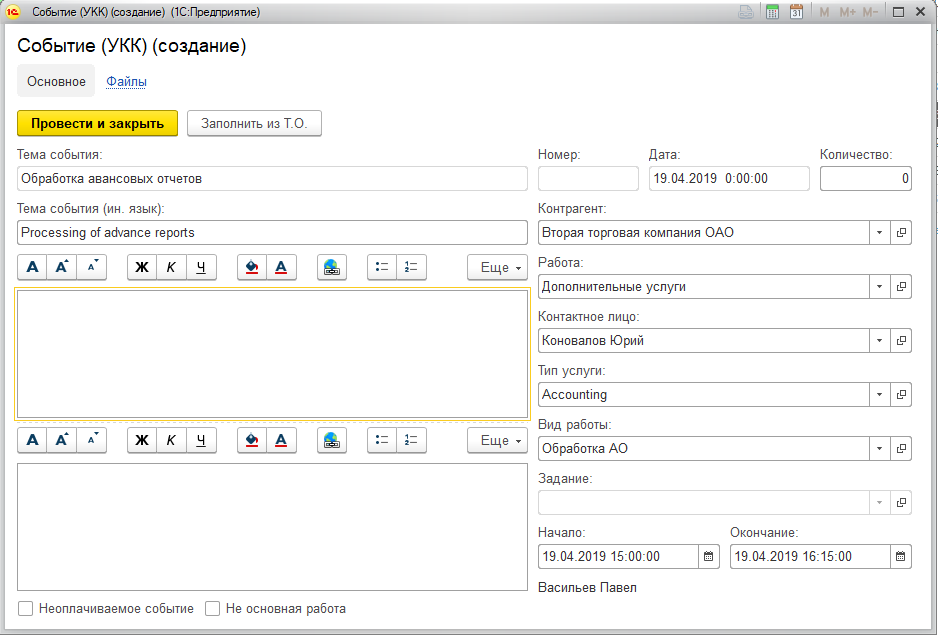 Событие (УКК) (создание) (1С:Предприятие)
31 M M+ M-
Событие (УКК) (создание)
Основное Файлы
Провести и закрыть Заполнить из Т.О.
Тема события: Номер: Дата: Количество:
Обработка авансовых отчетов 19.04.2019 0:00:00 0
Тема события (ин. язык): Контрагент:
Processing of advance reports Вторая торговая компания ОАО
Работа:
А А А Ж К Ч А Еще
Дополнительные услуги
Контактное лицо:
Коновалов Юрий
Тип услуги:
Accounting
Вид работы:
А А А Ж К Ч А Еще
Обработка АО
Задание:
Начало: Окончание:
19.04.2019 15:00:00 19.04.2019 16:15:00
Васильев Павел
Неоплачиваемое событие Не основная работа